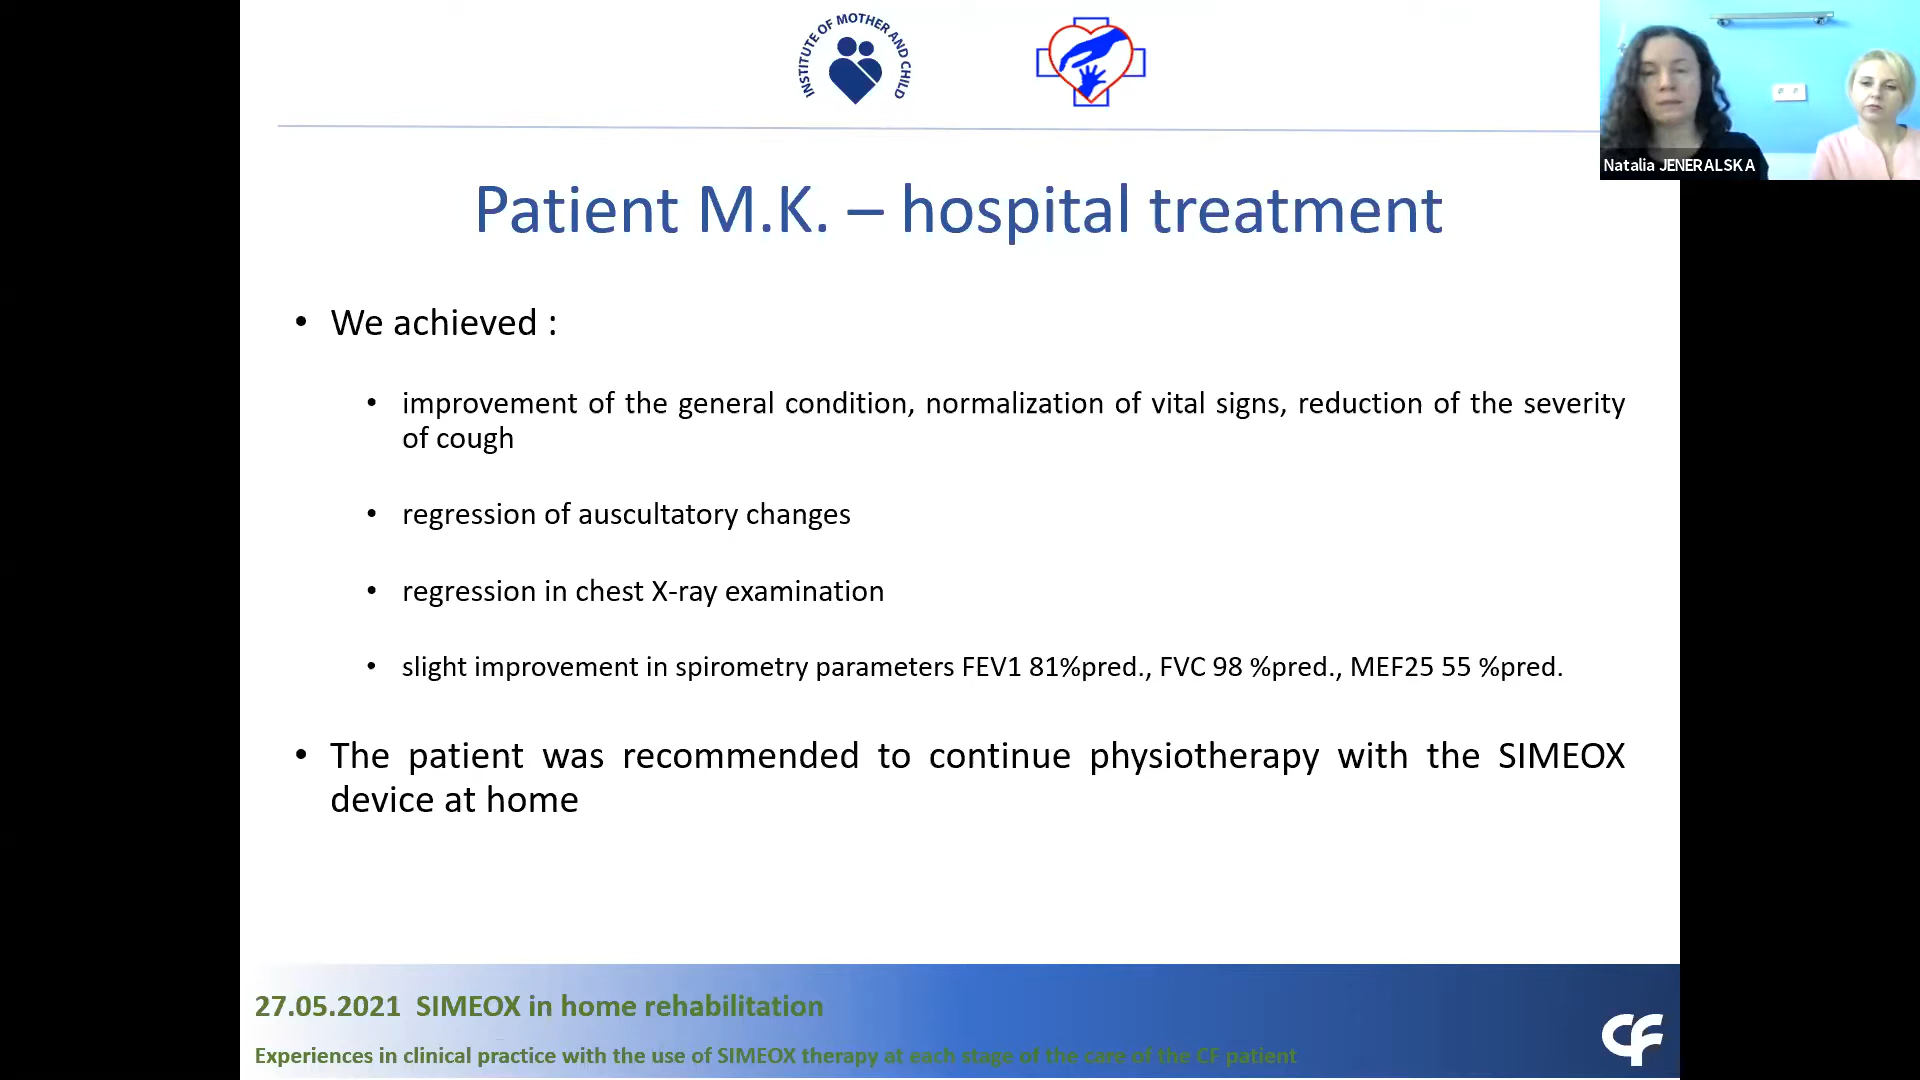 INSTITUTE OF MOTHER AND CHILD
Natalia JENERALSKA
Patient M.K. – hospital treatment
• We achieved :
• improvement of the general condition, normalization of vital signs, reduction of the severity
of cough
• regression of auscultatory changes
• regression in chest X-ray examination
• slight improvement in spirometry parameters FEV1 81%pred., FVC 98 %pred., MEF25 55 %pred.
• The patient was recommended to continue physiotherapy with the SIMEOX
device at home
27.05.2021 SIMEOX in home rehabilitation
Experiences in clinical practice with the use of SIMEOX therapy at each stage of the care of the CF patient
CF